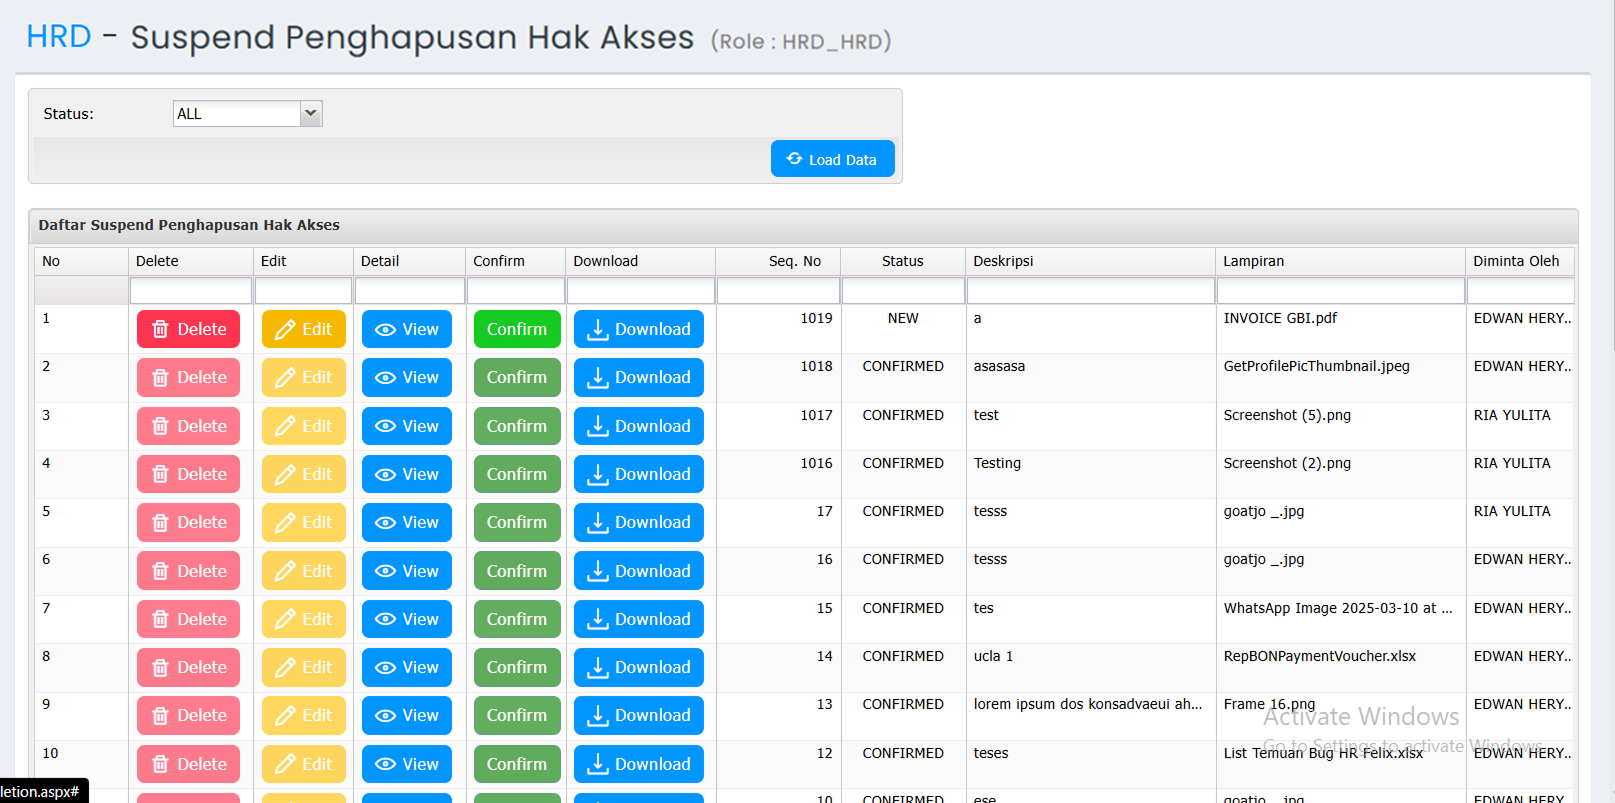 HRD - Suspend Penghapusan Hak Akses (Role : HRD_HRD)
Status: ALL
Load Data
Daftar Suspend Penghapusan Hak Akses
No Delete Edit Detail Confirm Download Seq. No Status Deskripsi Lampiran Diminta Oleh
1 Delete Edit View Confirm Download 1019 NEW a INVOICE GBI.pdf EDWAN HERY...
2 Delete Edit View Confirm Download 1018 CONFIRMED asasasa GetProfilePicThumbnail.jpeg EDWAN HERY...
3 Delete Edit View Confirm Download 1017 CONFIRMED test Screenshot (5).png RIA YULITA
4 Delete Edit View Confirm Download 1016 CONFIRMED Testing Screenshot (2).png RIA YULITA
5 Delete Edit View Confirm Download 17 CONFIRMED tesss goatjo _.jpg RIA YULITA
6 Delete Edit View Confirm Download 16 CONFIRMED tesss goatjo _.jpg EDWAN HERY...
7 Delete Edit View Confirm Download 15 CONFIRMED tes WhatsApp Image 2025-03-10 at ... EDWAN HERY...
8 Delete Edit View Confirm Download 14 CONFIRMED ucla 1 RepBONPaymentVoucher.xlsx EDWAN HERY...
9 Delete Edit View Confirm Download 13 CONFIRMED lorem ipsum dos konsadvaeui ah... Frame 16.png EDWAN HERY...
Activate Windows
Go to Settings to activate Windows.
10 Delete Edit View Confirm Download 12 CONFIRMED teses List Temuan Bug HR Felix.xlsx EDWAN HERY...
letion.aspx#
10 CONFIRMED ese goatjo _.jpg EDWAN HERY...